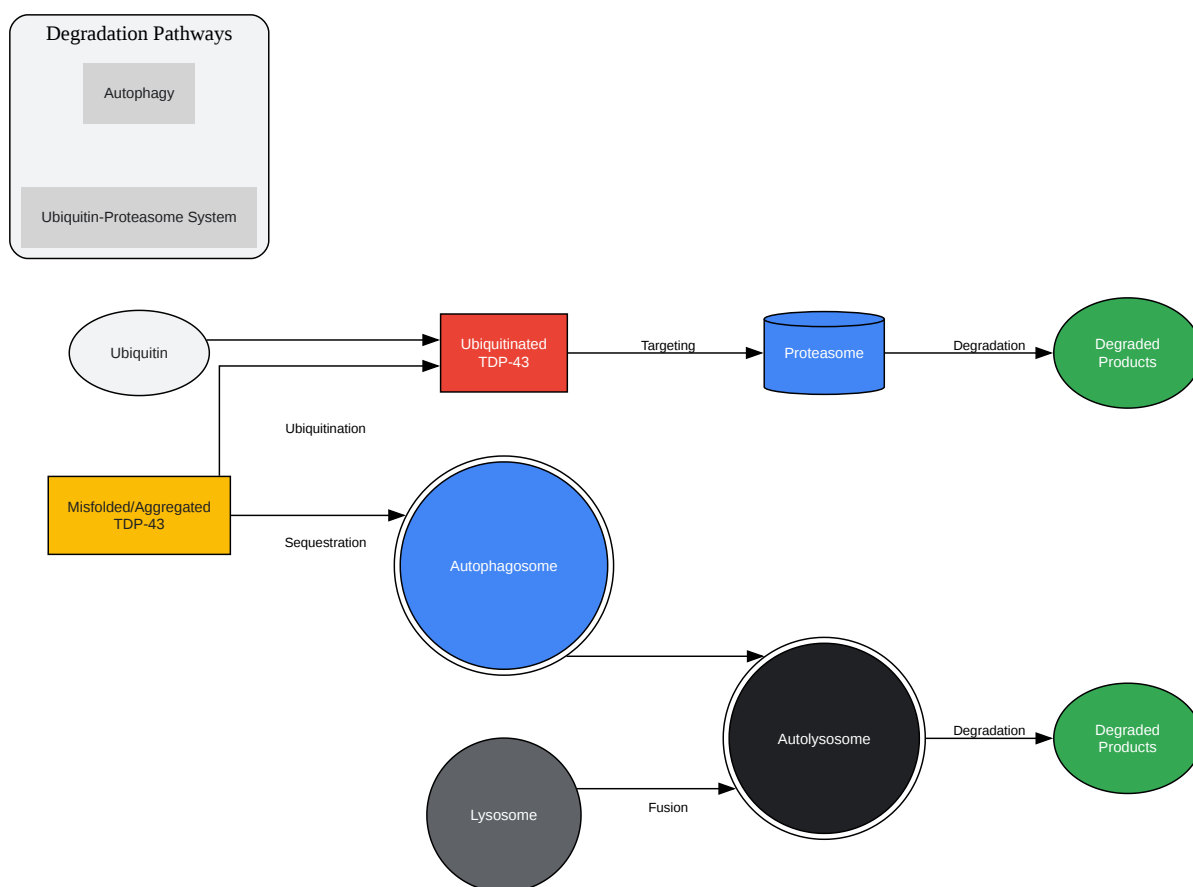 Degradation Pathways
Autophagy
Ubiquitin-Proteasome System
Ubiquitin
Ubiquitinated
TDP-43
Targeting
Proteasome
Degradation
Degraded
Products
Ubiquitination
Misfolded/Aggregated
TDP-43
Sequestration
Autophagosome
Autolysosome
Degradation
Degraded
Products
Lysosome
Fusion